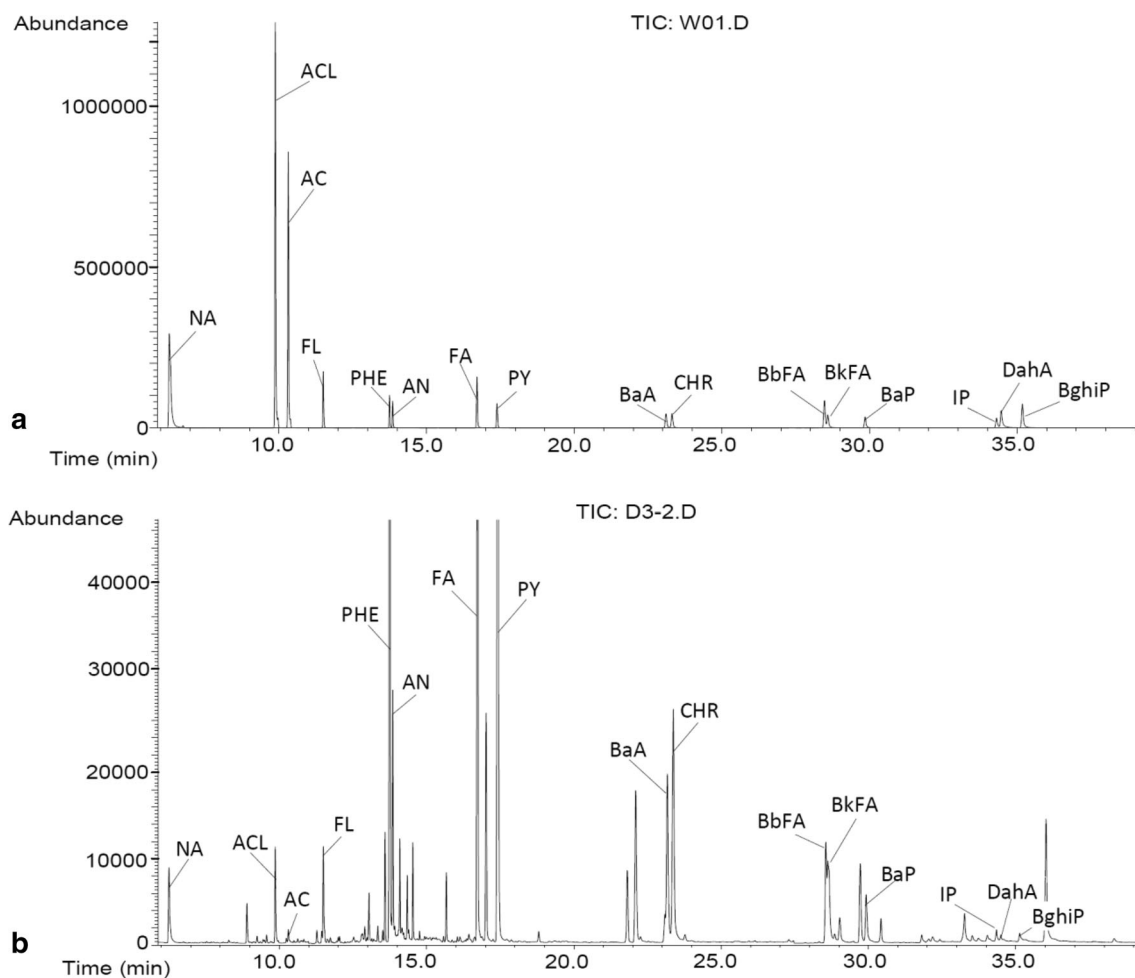 Abundance
TIC: W01.D
ACL
1000000
AC
500000
NA
FL
PHE
AN
FA
PY
BaA
CHR
BbFA
BkFA
BaP
IP
DahA
BghiP
a
0
10.0 15.0 20.0 25.0 30.0 35.0
Time (min)
TIC: D3-2.D
Abundance
40000
FA
PY
PHE
30000
AN
CHR
BaA
20000
BbFA
BkFA
ACL
FL
10000
NA
BaP
AC
IP
DahA
BghiP
b
0
10.0 15.0 20.0 25.0 30.0 35.0
Time (min)